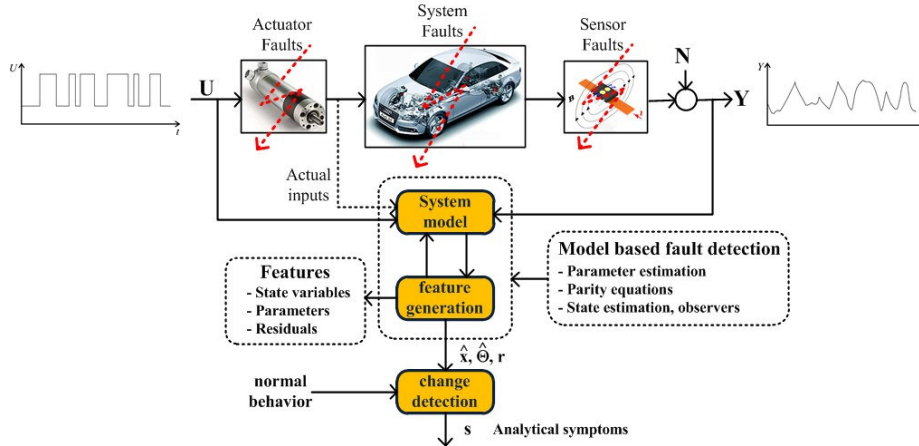 Actuator
Faults
System
Faults
Sensor
Faults
U
t
U
N
Y
Y
Actual
inputs
System
model
Model based fault detection
- Parameter estimation
- Parity equations
- State estimation, observers
Features
- State variables
- Parameters
- Residuals
feature
generation
x̂, Θ̂, r
normal
behavior
change
detection
s Analytical symptoms